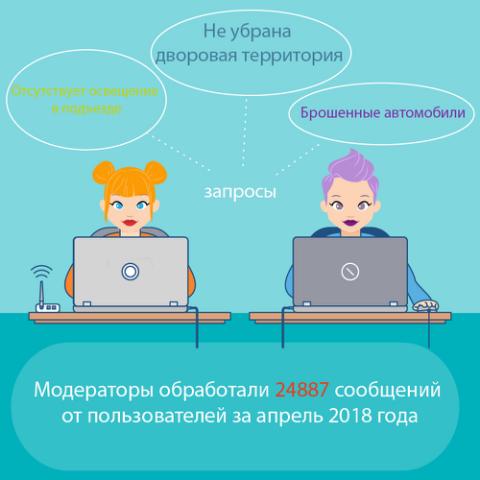 Не убрана
дворовая территория
Отсутствует освещение
в подъезде
Брошенные автомобили
запросы
Модераторы обработали 24887 сообщений
от пользователей за апрель 2018 года